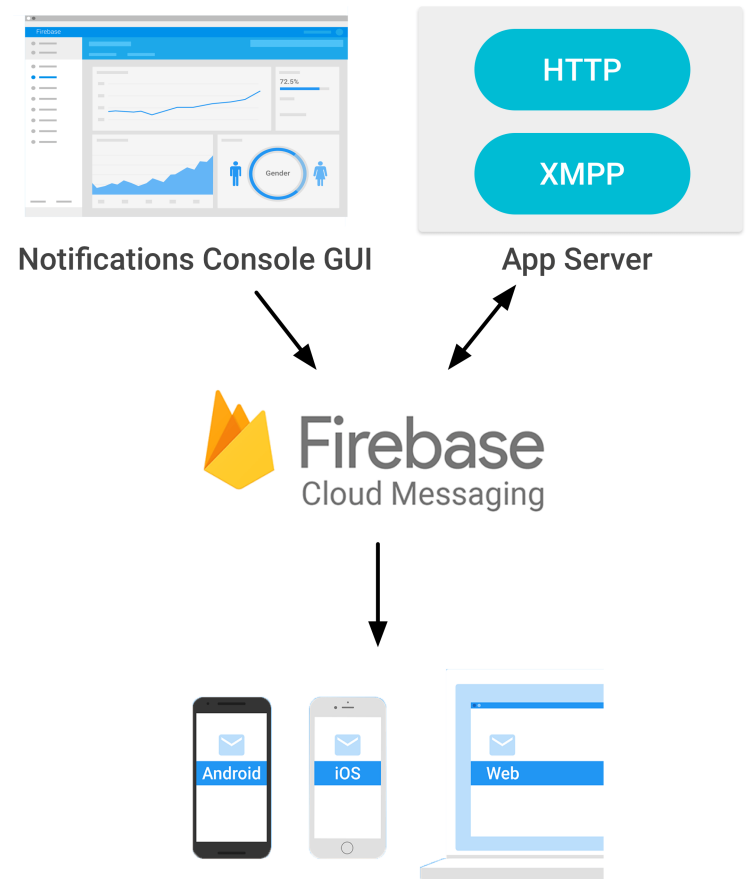 Firebase
72.5%
Gender
HTTP
XMPP
Notifications Console GUI
App Server
Firebase
Cloud Messaging
Android
iOS
Web